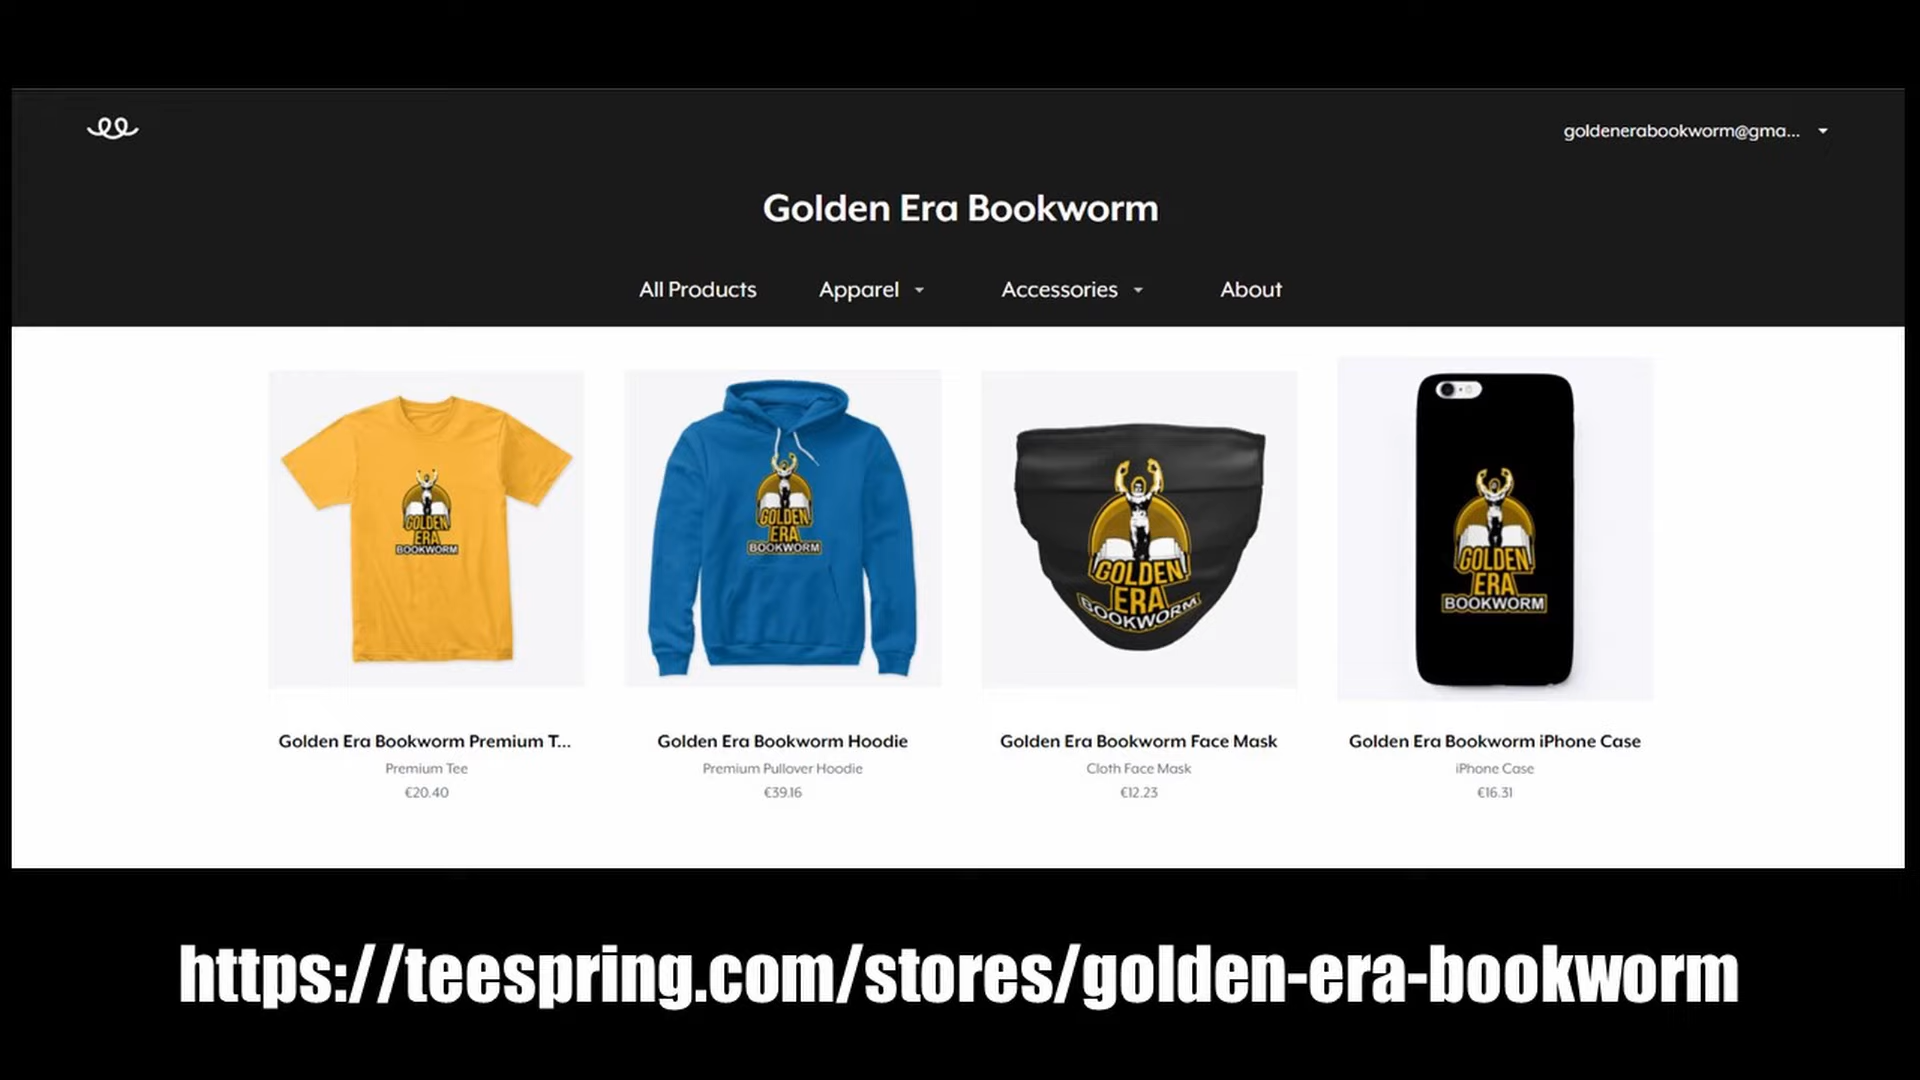 goldenerabookworm@gma...
Golden Era Bookworm
All Products Apparel Accessories About
GOLDEN
ERA
BOOKWORM
GOLDEN
ERA
BOOKWORM
GOLDEN
ERA
BOOKWORM
GOLDEN
ERA
BOOKWORM
Golden Era Bookworm Premium T...
Premium Tee
€20.40
Golden Era Bookworm Hoodie
Premium Pullover Hoodie
€39.16
Golden Era Bookworm Face Mask
Cloth Face Mask
€12.23
Golden Era Bookworm iPhone Case
iPhone Case
€16.31
https://teespring.com/stores/golden-era-bookworm